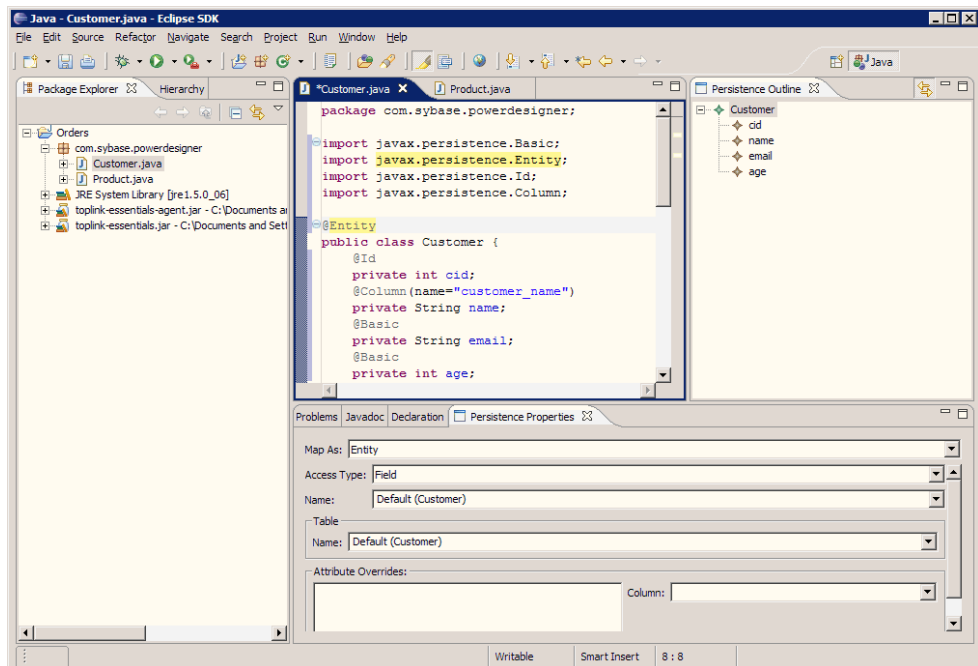 Java - Customer.java - Eclipse SDK
File Edit Source Refactor Navigate Search Project Run Window Help
Java
Package Explorer Hierarchy
Orders
com.sybase.powerdesigner
Customer.java
Product.java
JRE System Library [jre1.5.0_06]
toplink-essentials-agent.jar - C:\Documents a
toplink-essentials.jar - C:\Documents and Sett
*Customer.java Product.java
package com.sybase.powerdesigner;
import javax.persistence.Basic;
import javax.persistence.Entity;
import javax.persistence.Id;
import javax.persistence.Column;
@Entity
public class Customer {
@Id
private int cid;
@Column(name="customer_name")
private String name;
@Basic
private String email;
@Basic
private int age;
Persistence Outline
Customer
cid
name
email
age
Problems Javadoc Declaration Persistence Properties
Map As: Entity
Access Type: Field
Name: Default (Customer)
Table
Name: Default (Customer)
Attribute Overrides:
Column:
Writable Smart Insert 8 : 8